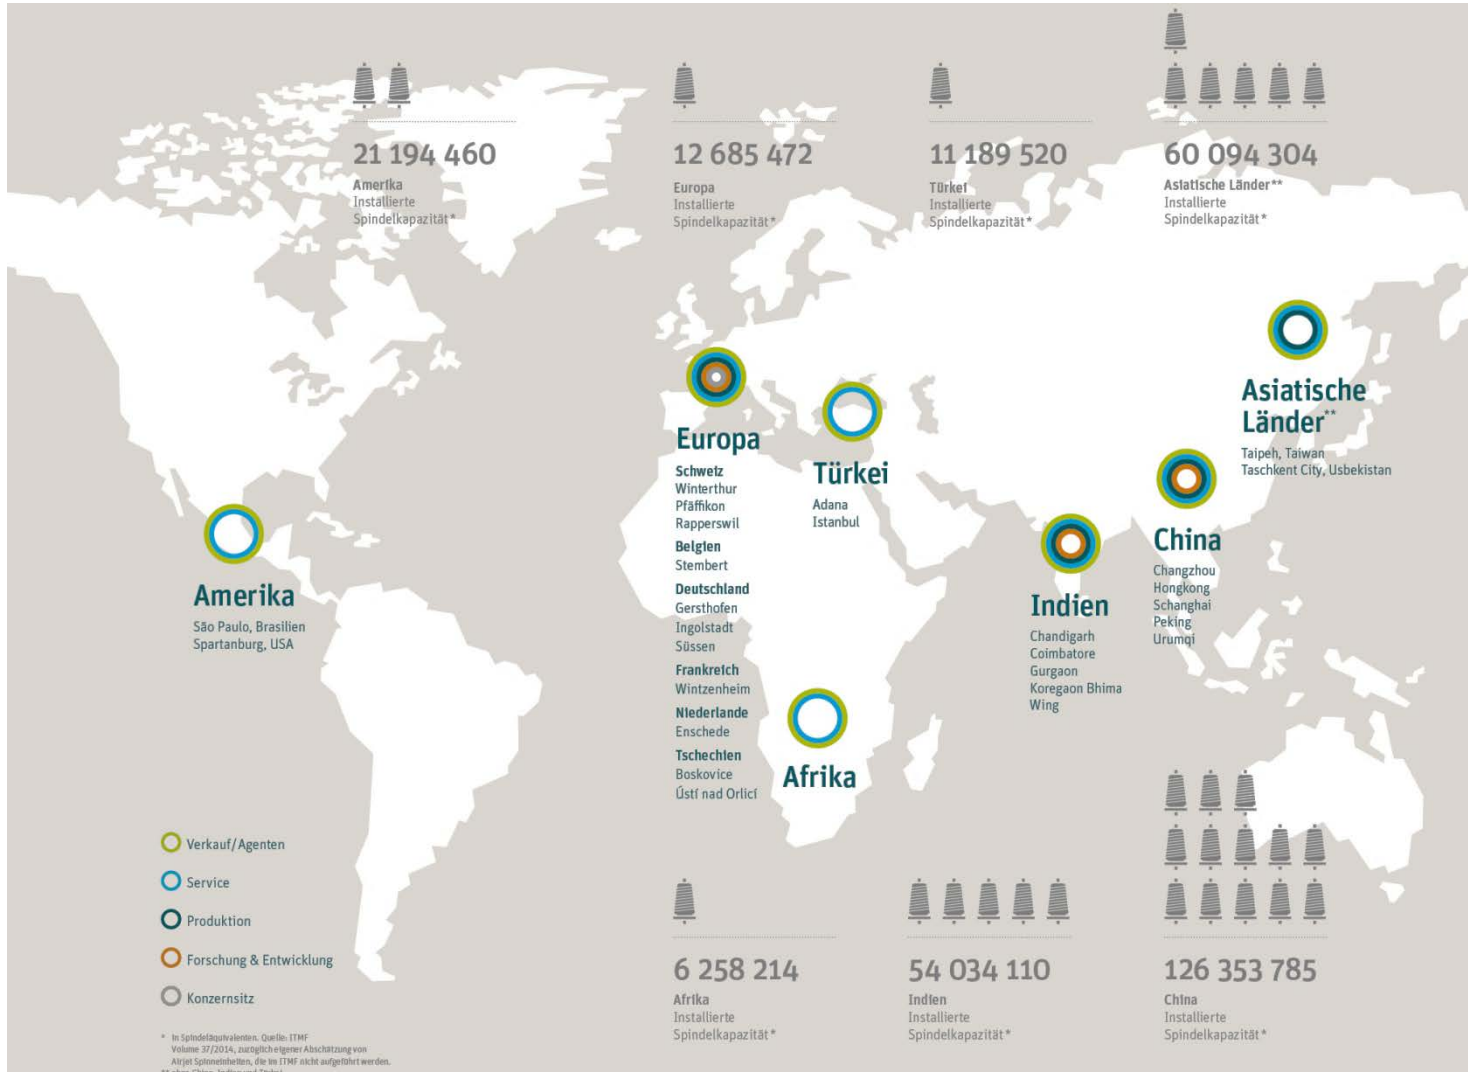 21 194 460
Amerika
Installierte
Spindelkapazität*
12 685 472
Europa
Installierte
Spindelkapazität*
11 189 520
Türkei
Installierte
Spindelkapazität*
60 094 304
Asiatische Länder**
Installierte
Spindelkapazität*
Asiatische
Länder**
Taipeh, Taiwan
Taschkent City, Usbekistan
Europa
Schweiz
Winterthur
Pfäffikon
Rapperswil
Belgien
Stembert
Deutschland
Gersthofen
Ingolstadt
Süssen
Frankreich
Wintzenheim
Niederlande
Enschede
Tschechien
Boskovice
Ústí nad Orlicí
Türkei
Adana
Istanbul
China
Changzhou
Hongkong
Schanghai
Peking
Urumqi
Indien
Chandigarh
Coimbatore
Gurgaon
Koregaon Bhima
Wing
Amerika
São Paulo, Brasilien
Spartanburg, USA
Afrika
Verkauf/Agenten
Service
Produktion
Forschung & Entwicklung
Konzernsitz
6 258 214
Afrika
Installierte
Spindelkapazität*
54 034 110
Indien
Installierte
Spindelkapazität*
126 353 785
China
Installierte
Spindelkapazität*
* In Spindeläquivalenten. Quelle: ITMF
Volume 37/2014, zuzüglich eigener Abschätzung von
Airjet Spinneinheiten, die im ITMF nicht aufgeführt werden.
** ohne China, Indien und Türkei